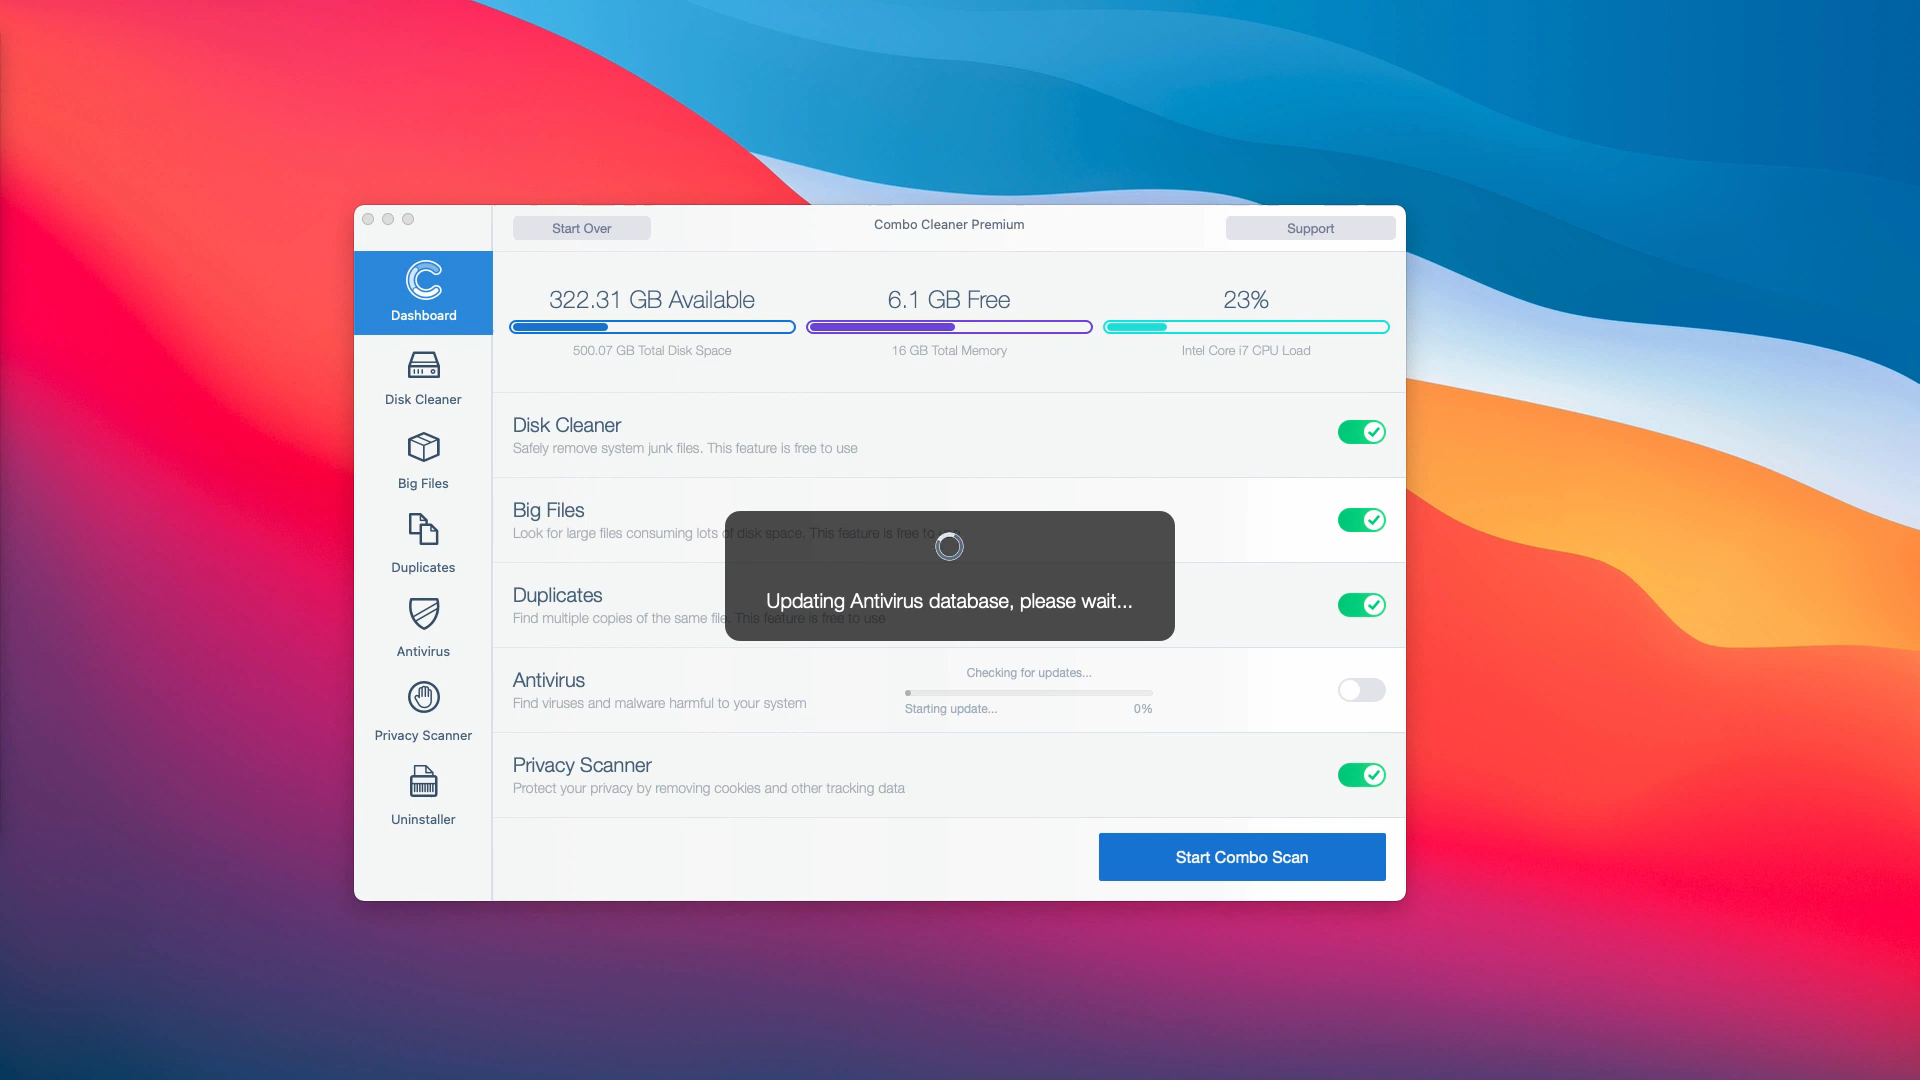 Combo Cleaner Premium
Start Over
Support
Dashboard
Disk Cleaner
Big Files
Duplicates
Antivirus
Privacy Scanner
Uninstaller
322.31 GB Available
500.07 GB Total Disk Space
6.1 GB Free
16 GB Total Memory
23%
Intel Core i7 CPU Load
Disk Cleaner
Safely remove system junk files. This feature is free to use
Big Files
Look for large files consuming lots of disk space. This feature is free to use
Duplicates
Find multiple copies of the same file. This feature is free to use
Updating Antivirus database, please wait...
Antivirus
Find viruses and malware harmful to your system
Checking for updates...
Starting update...
0%
Privacy Scanner
Protect your privacy by removing cookies and other tracking data
Start Combo Scan